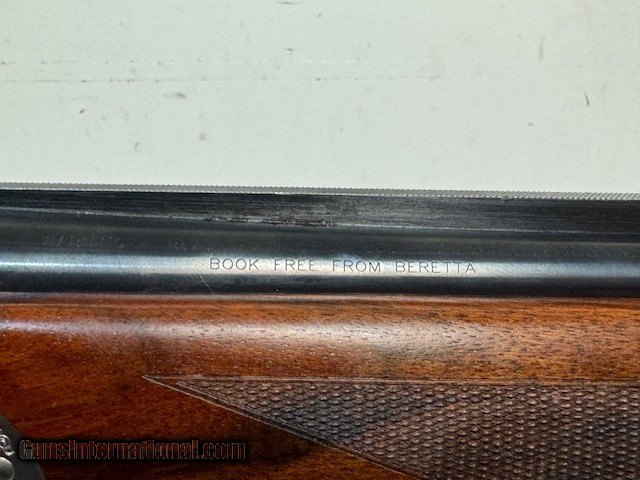 BOOK FREE FROM BERETTA
GunsInternational.com